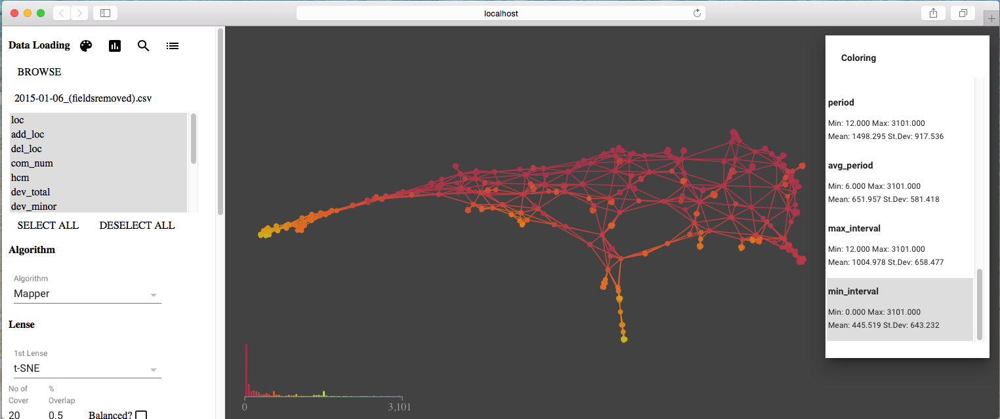 localhost
Data Loading
BROWSE
2015-01-06_(fieldsremoved).csv
loc
add_loc
del_loc
com_num
hcm
dev_total
dev_minor
SELECT ALL DESELECT ALL
Algorithm
Algorithm
Mapper
Lense
1st Lense
t-SNE
No of Cover % Overlap
20 0.5 Balanced?
0 3,101
Coloring
period
Min: 12.000 Max: 3101.000
Mean: 1498.295 St.Dev: 917.536
avg_period
Min: 6.000 Max: 3101.000
Mean: 651.957 St.Dev: 581.418
max_interval
Min: 12.000 Max: 3101.000
Mean: 1004.978 St.Dev: 658.477
min_interval
Min: 0.000 Max: 3101.000
Mean: 445.519 St.Dev: 643.232